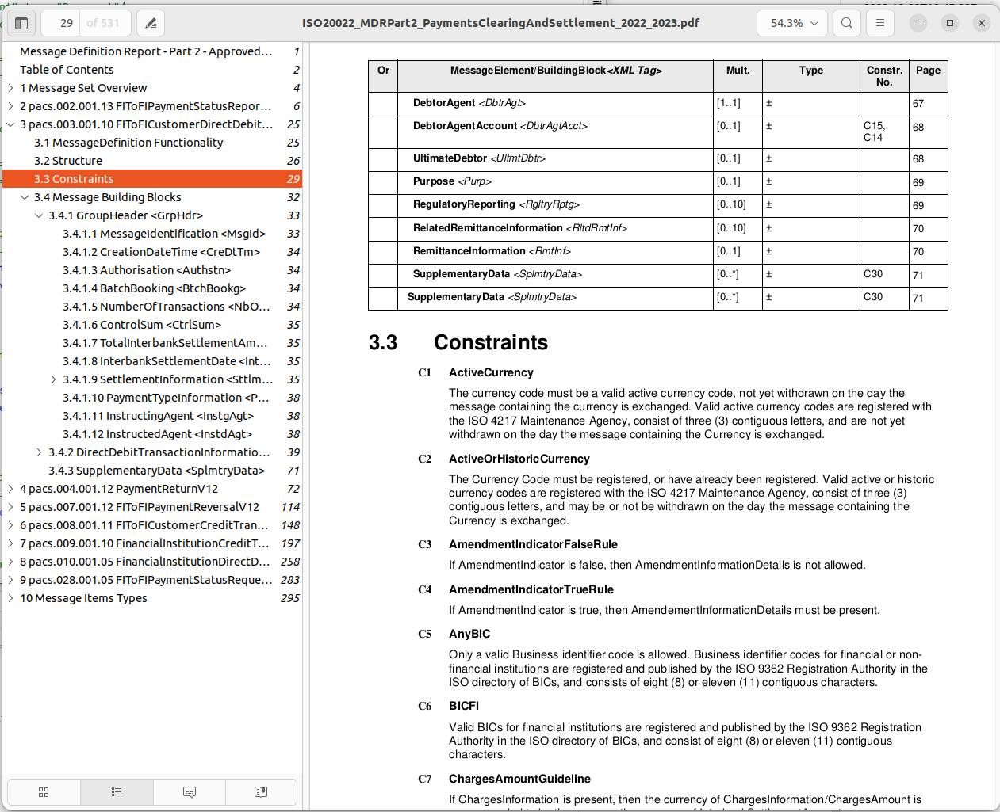 29 of 531
ISO20022_MDRPart2_PaymentsClearingAndSettlement_2022_2023.pdf
54.3%
Message Definition Report - Part 2 - Approved… 1
Table of Contents 2
1 Message Set Overview 4
2 pacs.002.001.13 FIToFIPaymentStatusRepor… 6
3 pacs.003.001.10 FIToFICustomerDirectDebit… 25
3.1 MessageDefinition Functionality 25
3.2 Structure 26
3.3 Constraints 29
3.4 Message Building Blocks 32
3.4.1 GroupHeader <GrpHdr> 33
3.4.1.1 MessageIdentification <MsgId> 33
3.4.1.2 CreationDateTime <CreDtTm> 34
3.4.1.3 Authorisation <Authstn> 34
3.4.1.4 BatchBooking <BtchBookg> 34
3.4.1.5 NumberOfTransactions <NbO… 34
3.4.1.6 ControlSum <CtrlSum> 35
3.4.1.7 TotalInterbankSettlementAm… 35
3.4.1.8 InterbankSettlementDate <Int… 35
3.4.1.9 SettlementInformation <Sttlm… 35
3.4.1.10 PaymentTypeInformation <P… 38
3.4.1.11 InstructingAgent <InstgAgt> 38
3.4.1.12 InstructedAgent <InstdAgt> 38
3.4.2 DirectDebitTransactionInformatio… 39
3.4.3 SupplementaryData <SplmtryData> 71
4 pacs.004.001.12 PaymentReturnV12 72
5 pacs.007.001.12 FIToFIPaymentReversalV12 114
6 pacs.008.001.11 FIToFICustomerCreditTran… 148
7 pacs.009.001.10 FinancialInstitutionCreditT… 197
8 pacs.010.001.05 FinancialInstitutionDirectD… 258
9 pacs.028.001.05 FIToFIPaymentStatusReque… 283
10 Message Items Types 295
Or MessageElement/BuildingBlock<XML Tag> Mult. Type Constr. No. Page
DebtorAgent <DbtrAgt> [1..1] ± 67
DebtorAgentAccount <DbtrAgtAcct> [0..1] ± C15, C14 68
UltimateDebtor <UltmtDbtr> [0..1] ± 68
Purpose <Purp> [0..1] ± 69
RegulatoryReporting <RgltryRptg> [0..10] ± 69
RelatedRemittanceInformation <RltdRmtInf> [0..10] ± 70
RemittanceInformation <RmtInf> [0..1] ± 70
SupplementaryData <SplmtryData> [0..*] ± C30 71
SupplementaryData <SplmtryData> [0..*] ± C30 71
3.3 Constraints
C1 ActiveCurrency
The currency code must be a valid active currency code, not yet withdrawn on the day the
message containing the currency is exchanged. Valid active currency codes are registered with
the ISO 4217 Maintenance Agency, consist of three (3) contiguous letters, and are not yet
withdrawn on the day the message containing the Currency is exchanged.
C2 ActiveOrHistoricCurrency
The Currency Code must be registered, or have already been registered. Valid active or historic
currency codes are registered with the ISO 4217 Maintenance Agency, consist of three (3)
contiguous letters, and may be or not be withdrawn on the day the message containing the
Currency is exchanged.
C3 AmendmentIndicatorFalseRule
If AmendmentIndicator is false, then AmendmentInformationDetails is not allowed.
C4 AmendmentIndicatorTrueRule
If AmendmentIndicator is true, then AmendementInformationDetails must be present.
C5 AnyBIC
Only a valid Business identifier code is allowed. Business identifier codes for financial or non-
financial institutions are registered and published by the ISO 9362 Registration Authority in the
ISO directory of BICs, and consists of eight (8) or eleven (11) contiguous characters.
C6 BICFI
Valid BICs for financial institutions are registered and published by the ISO 9362 Registration
Authority in the ISO directory of BICs, and consist of eight (8) or eleven (11) contiguous
characters.
C7 ChargesAmountGuideline
If ChargesInformation is present, then the currency of ChargesInformation/ChargesAmount is